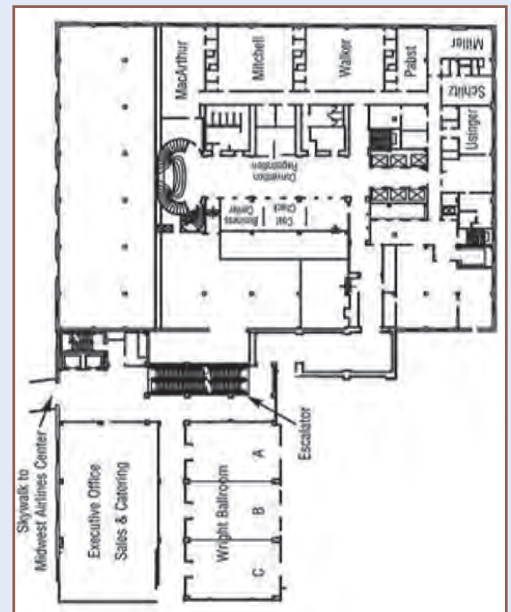 MacArthur
Mitchell
Walker
Pabst
Miller
Schlitz
Usinger
Convention
Registration
Business
Center
Coat
Check
Skywalk to
Midwest Airlines Center
Escalator
Executive Office
Sales & Catering
Wright Ballroom
A
B
C